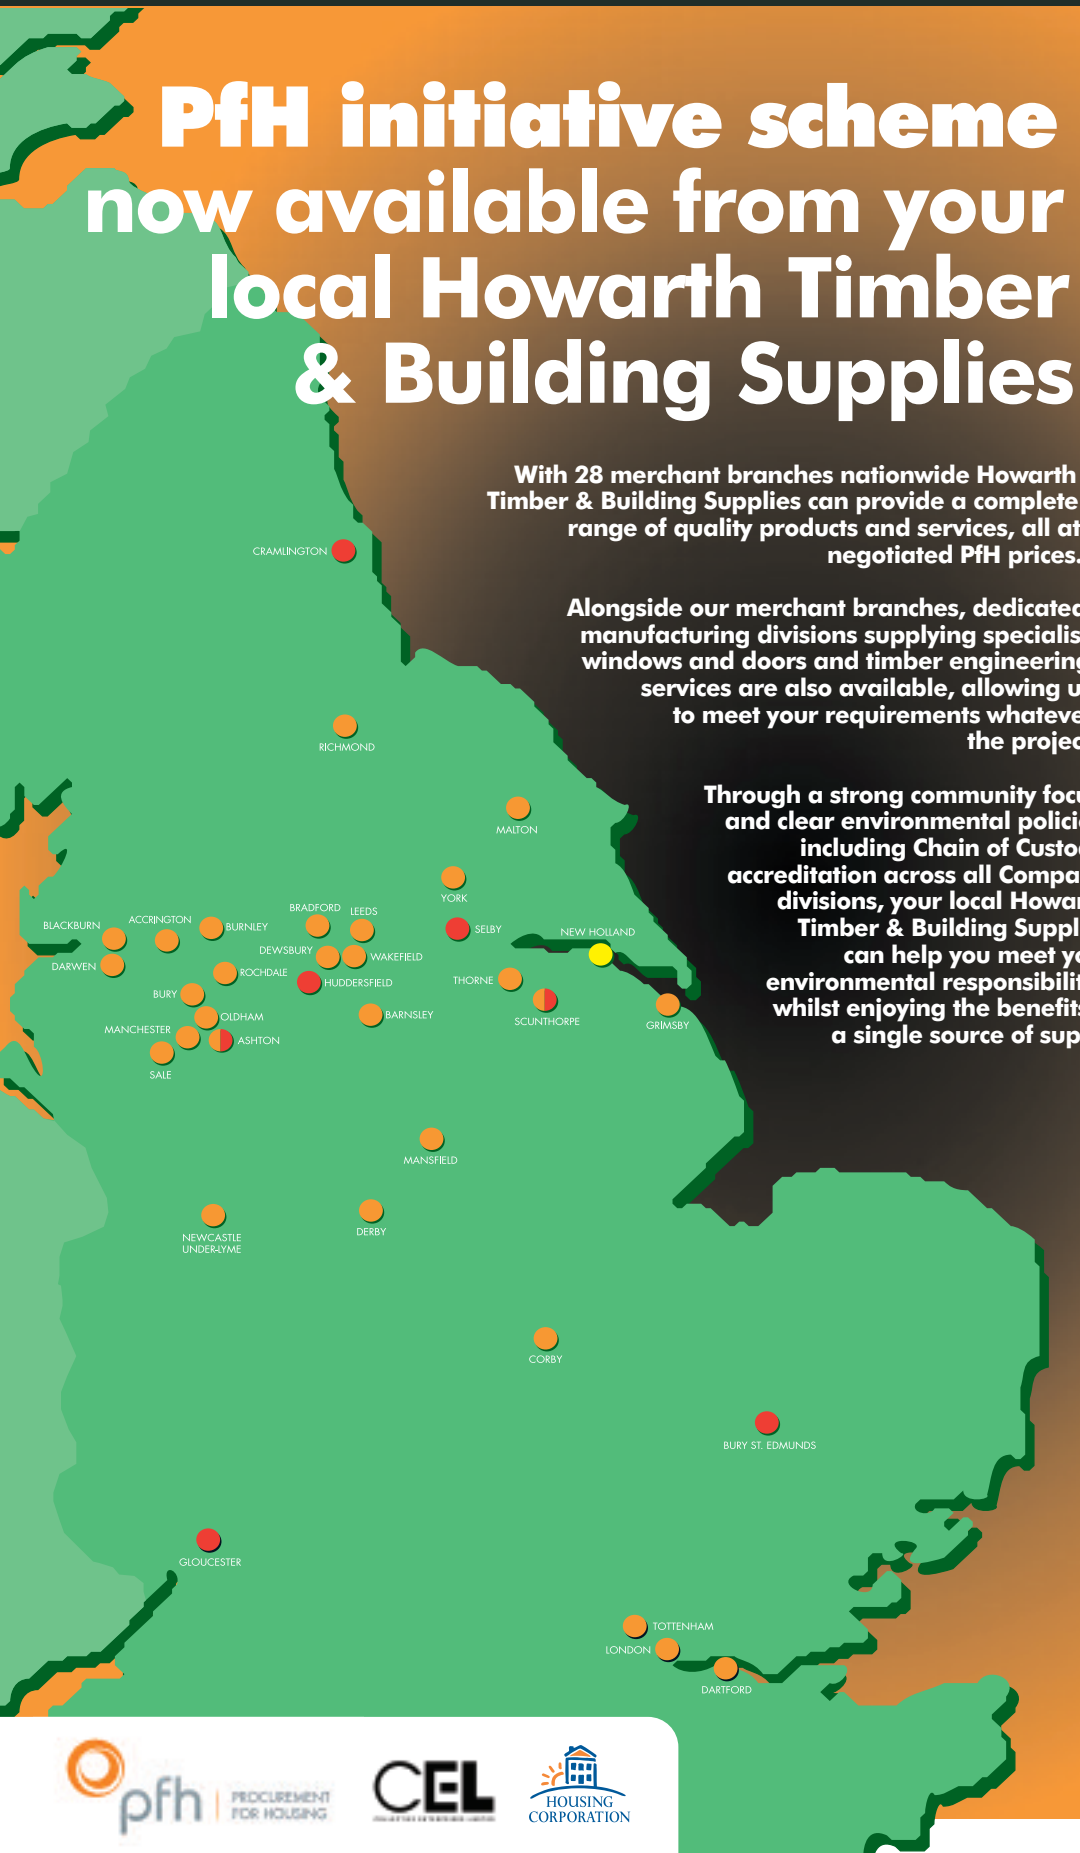 PfH initiative scheme
now available from your
local Howarth Timber
& Building Supplies
With 28 merchant branches nationwide Howarth
Timber & Building Supplies can provide a complete
range of quality products and services, all at
negotiated PfH prices.
Alongside our merchant branches, dedicated
manufacturing divisions supplying specialis
windows and doors and timber engineering
services are also available, allowing u
to meet your requirements whateve
the projec
Through a strong community focu
and clear environmental polici
including Chain of Custo
accreditation across all Compa
divisions, your local Howar
Timber & Building Suppl
can help you meet yo
environmental responsibilit
whilst enjoying the benefits
a single source of sup
CRAMLINGTON
RICHMOND
MALTON
YORK
BRADFORD
LEEDS
ACCRINGTON
BLACKBURN
BURNLEY
SELBY
NEW HOLLAND
DEWSBURY
WAKEFIELD
DARWEN
ROCHDALE
HUDDERSFIELD
THORNE
BURY
OLDHAM
BARNSLEY
SCUNTHORPE
GRIMSBY
MANCHESTER
ASHTON
SALE
MANSFIELD
DERBY
NEWCASTLE
UNDER-LYME
CORBY
BURY ST. EDMUNDS
GLOUCESTER
TOTTENHAM
LONDON
DARTFORD
pfh
PROCUREMENT
FOR HOUSING
CEL
HOUSING
CORPORATION